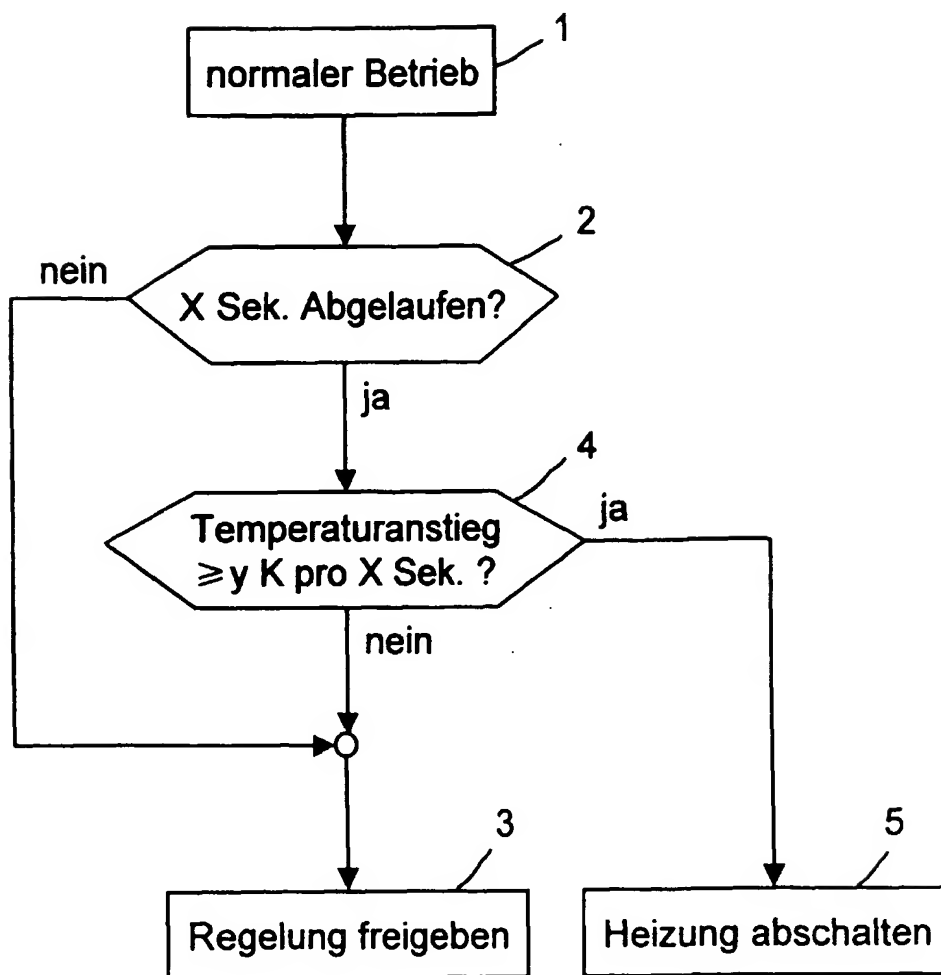 1
normaler Betrieb
2
nein
X Sek. Abgelaufen?
ja
4
ja
Temperaturanstieg
≥y K pro X Sek. ?
nein
3
5
Regelung freigeben
Heizung abschalten